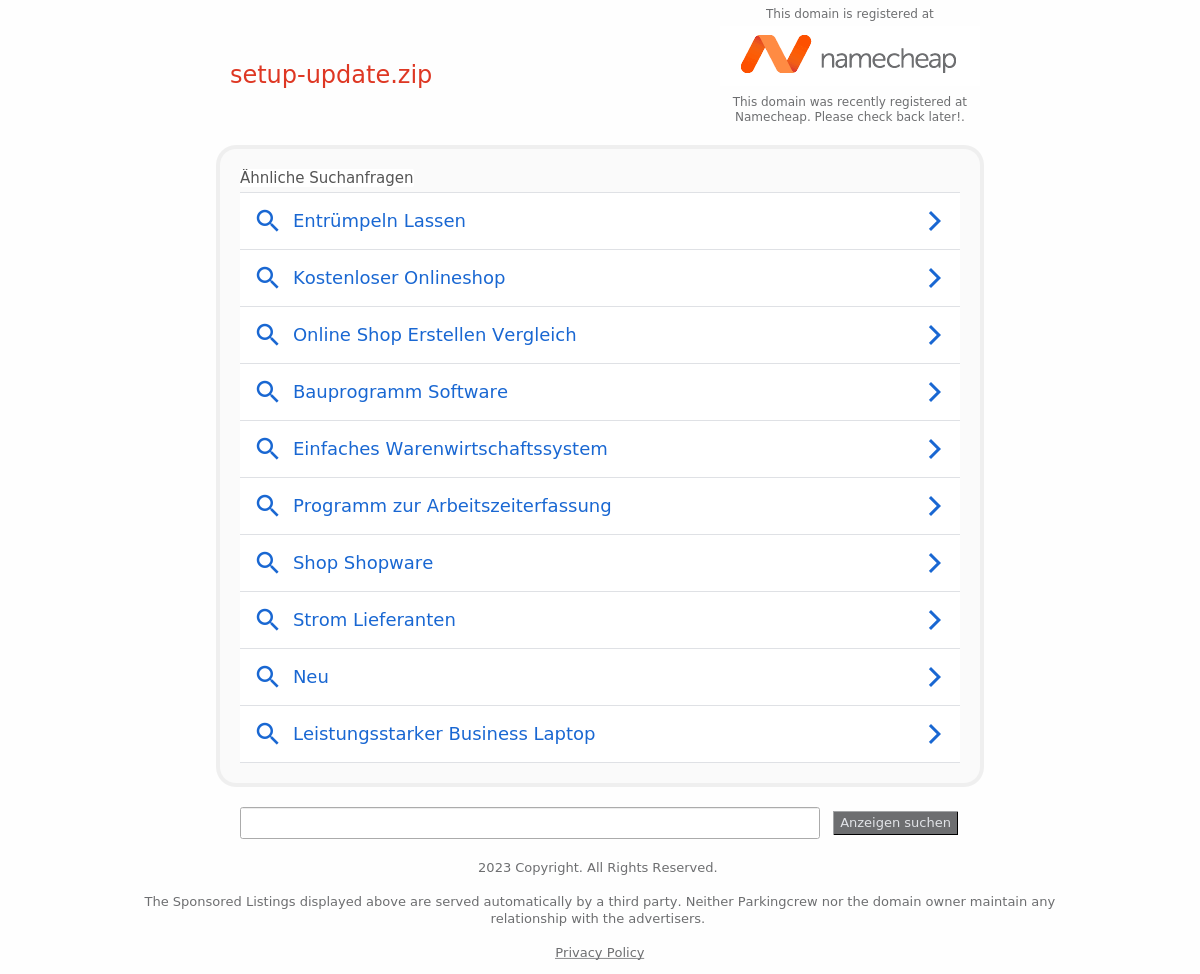 This domain is registered at
namecheap
setup-update.zip
This domain was recently registered at
Namecheap. Please check back later!.
Ähnliche Suchanfragen
Entrümpeln Lassen
Kostenloser Onlineshop
Online Shop Erstellen Vergleich
Bauprogramm Software
Einfaches Warenwirtschaftssystem
Programm zur Arbeitszeiterfassung
Shop Shopware
Strom Lieferanten
Neu
Leistungsstarker Business Laptop
Anzeigen suchen
2023 Copyright. All Rights Reserved.
The Sponsored Listings displayed above are served automatically by a third party. Neither Parkingcrew nor the domain owner maintain any
relationship with the advertisers.
Privacy Policy